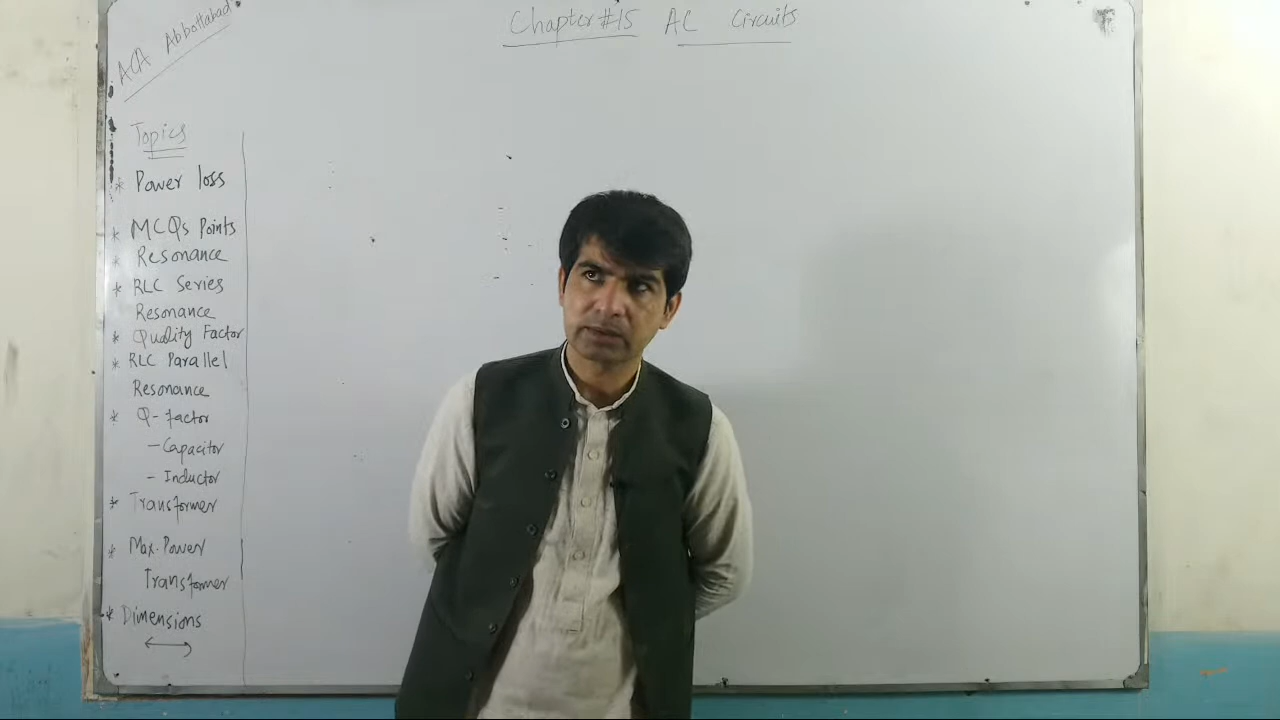 Chapter #15 AC Circuits
ACA Abbottabad
Topics
* Power loss
* MCQs Points
* Resonance
* RLC Series
Resonance
* Quality Factor
* RLC Parallel
Resonance
* Q-factor
- Capacitor
- Inductor
* Transformer
* Max. Power
Transformer
* Dimensions